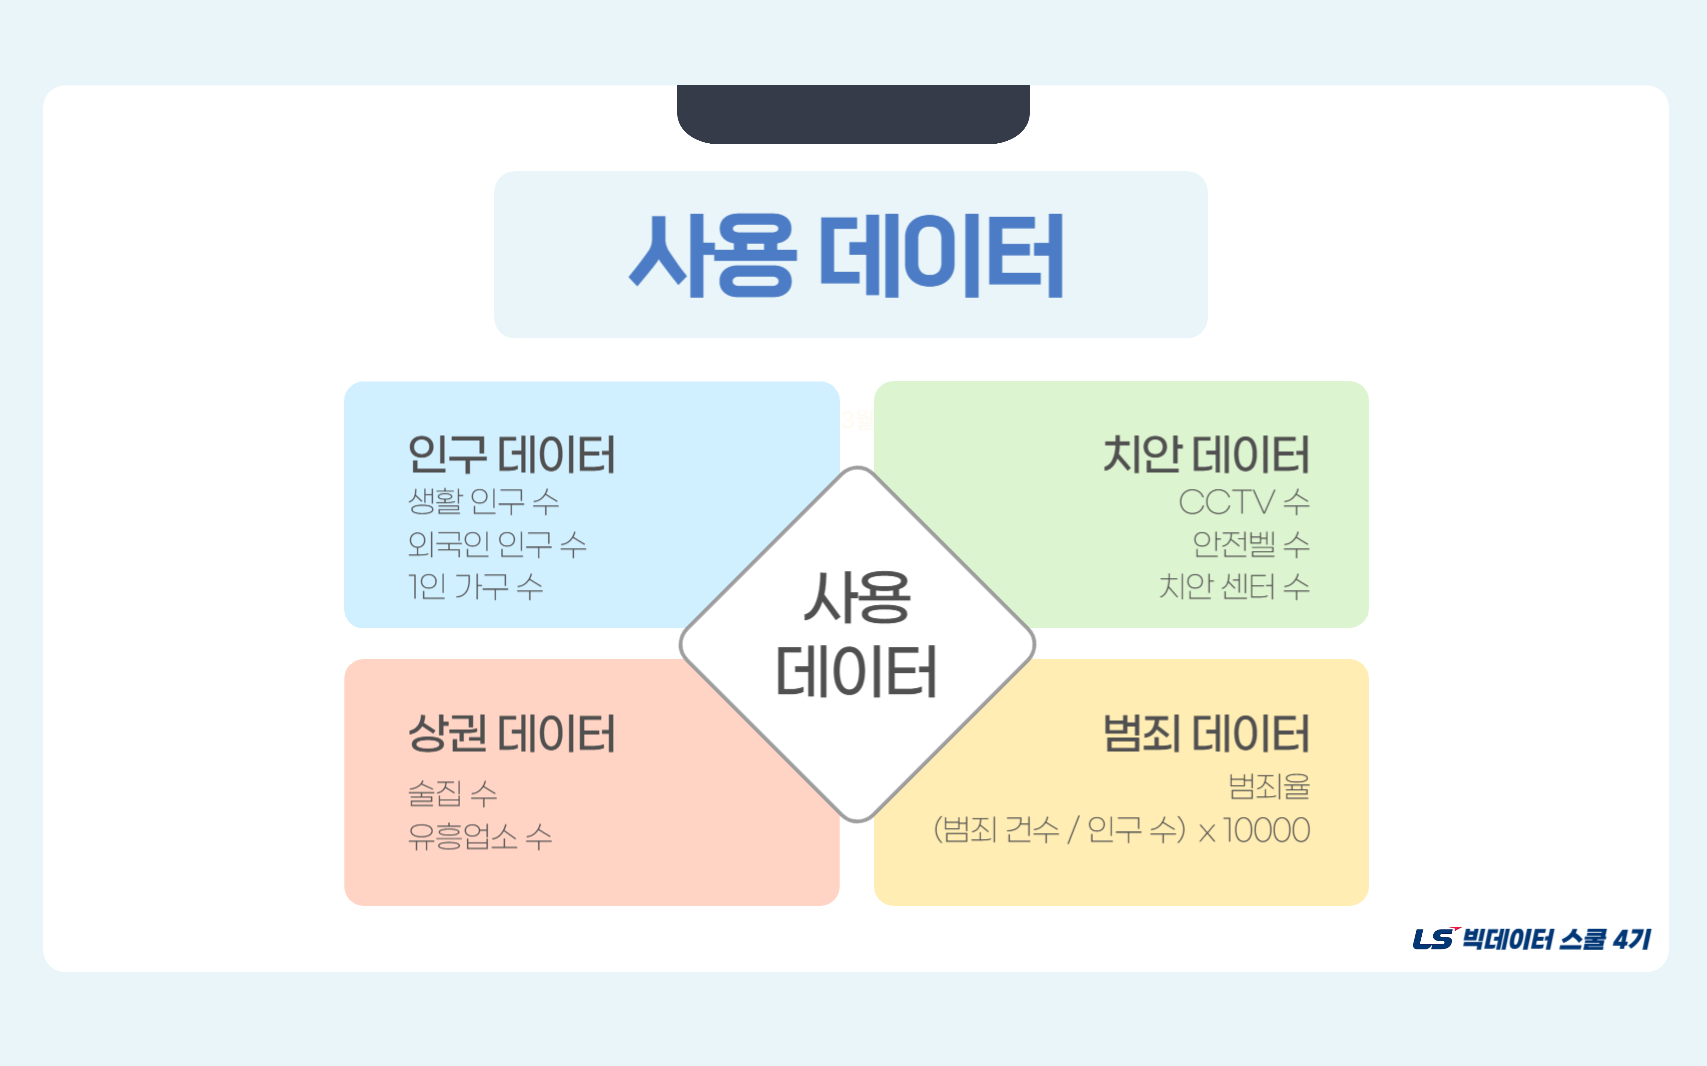 사용 데이터
인구 데이터
생활 인구 수
외국인 인구 수
1인 가구 수
3월
치안 데이터
CCTV 수
안전벨 수
치안 센터 수
사용
데이터
상권 데이터
술집 수
유흥업소 수
범죄 데이터
범죄율
(범죄 건수 / 인구 수) x 10000
LS 빅데이터 스쿨 4기